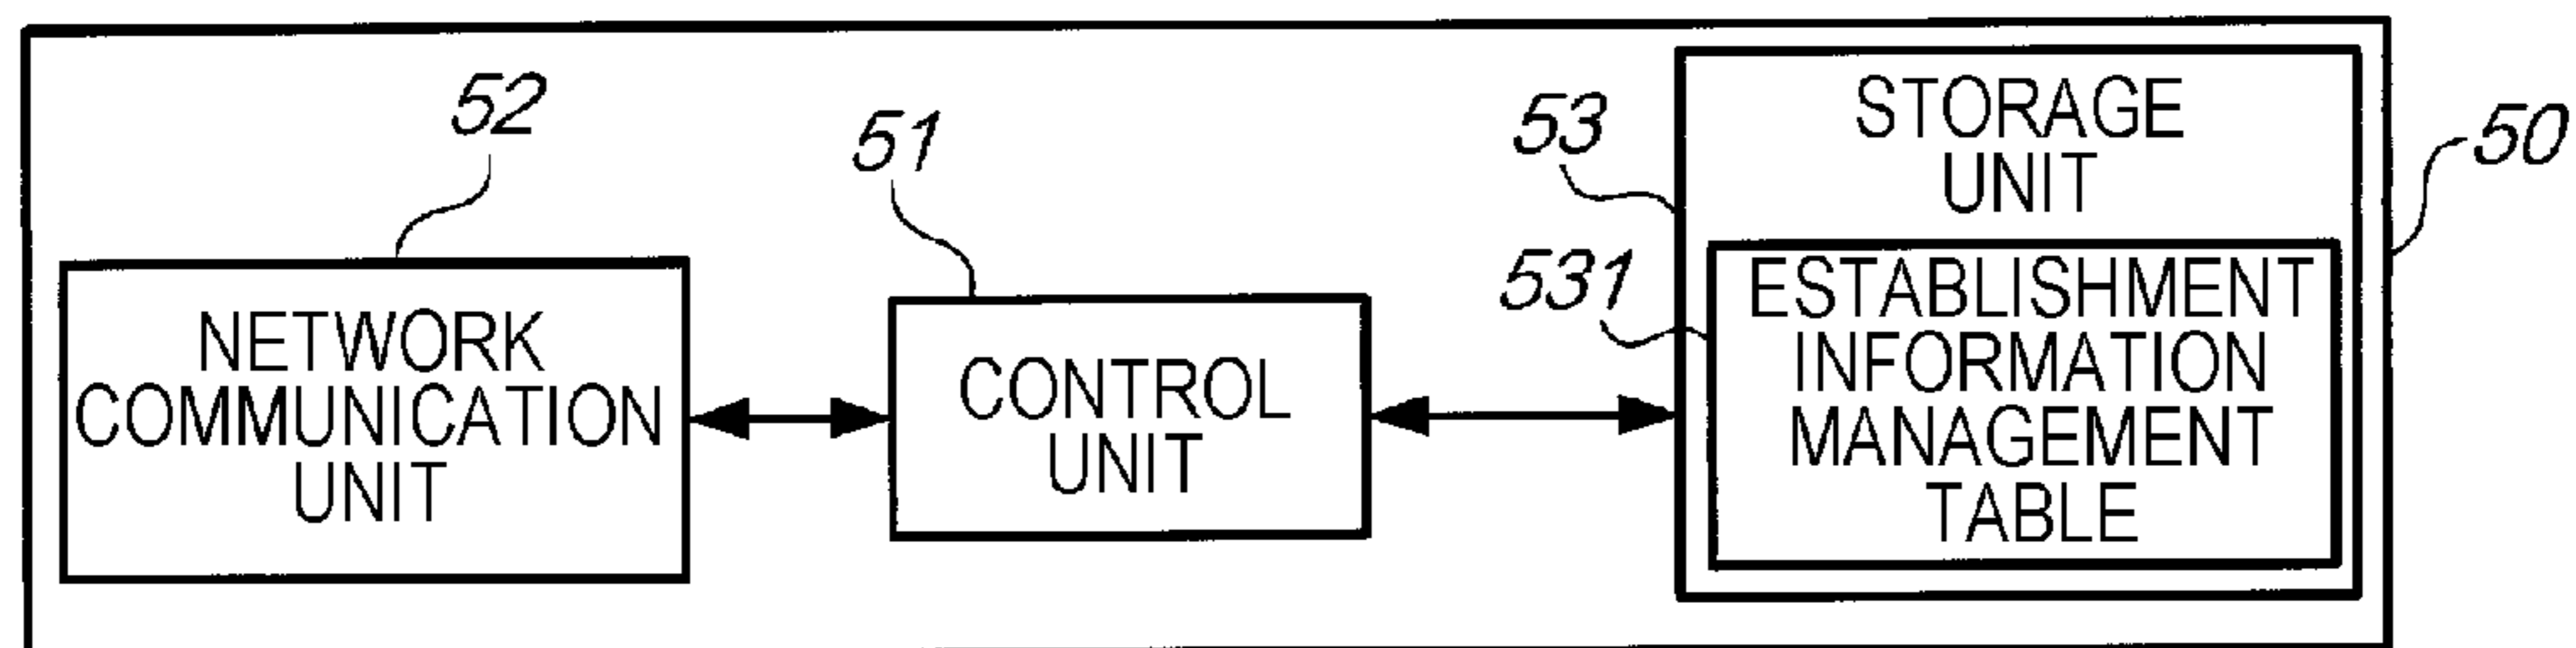 52
NETWORK
COMMUNICATION
UNIT
51
CONTROL
UNIT
53
STORAGE
UNIT
531
ESTABLISHMENT
INFORMATION
MANAGEMENT
TABLE
50